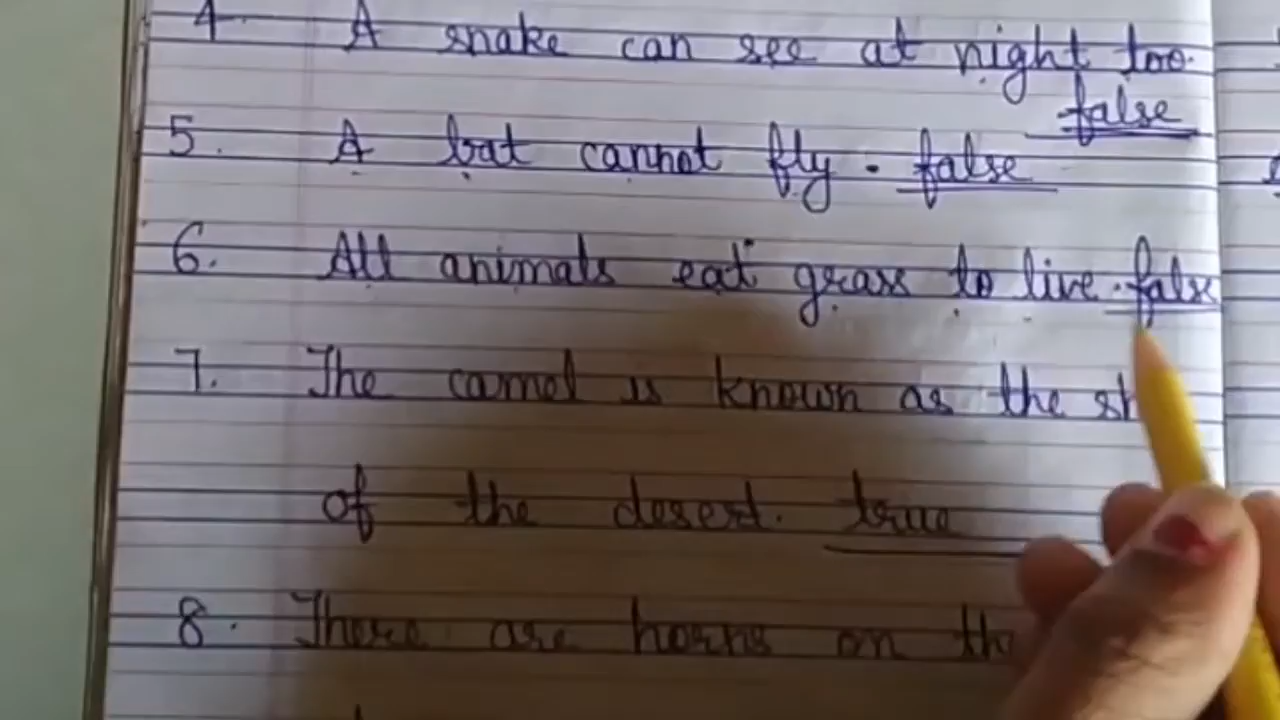 4. A snake can see at night too.
false
5. A bat cannot fly. false
6. All animals eat grass to live. false
7. The camel is known as the
of the desert. true
8. There are horns on